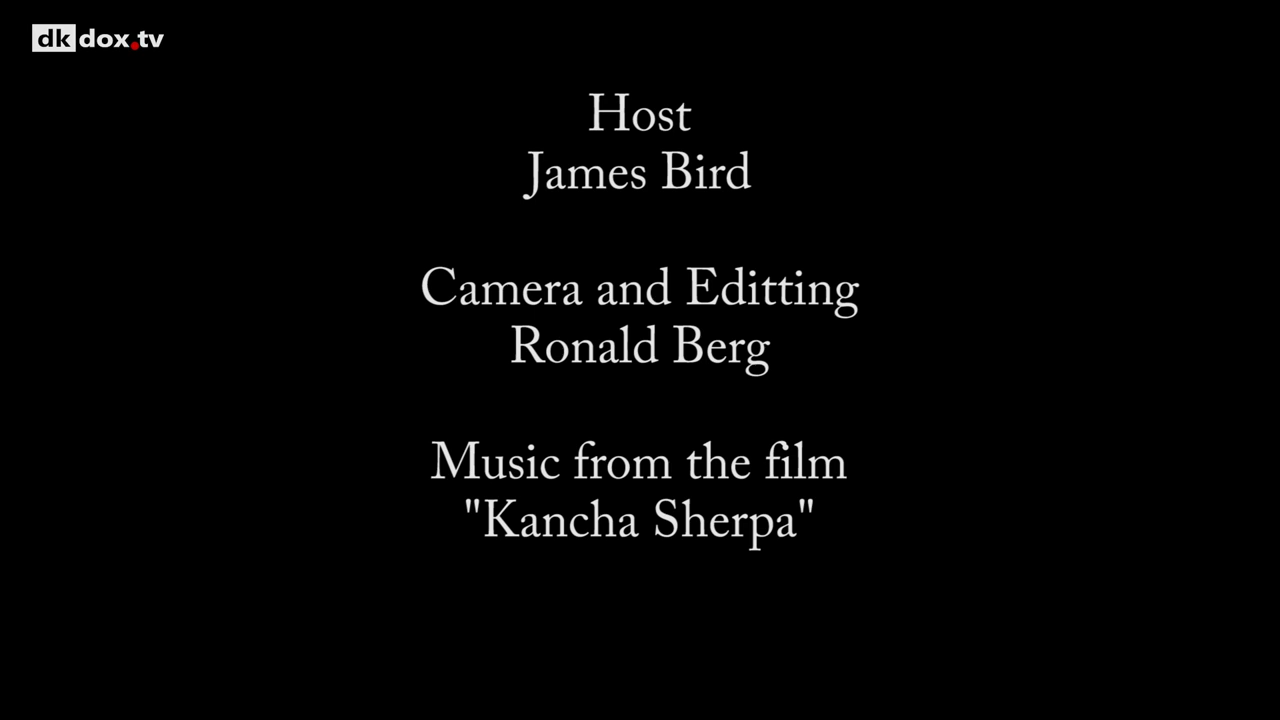 dkdox.tv
Host
James Bird
Camera and Editting
Ronald Berg
Music from the film
"Kancha Sherpa"